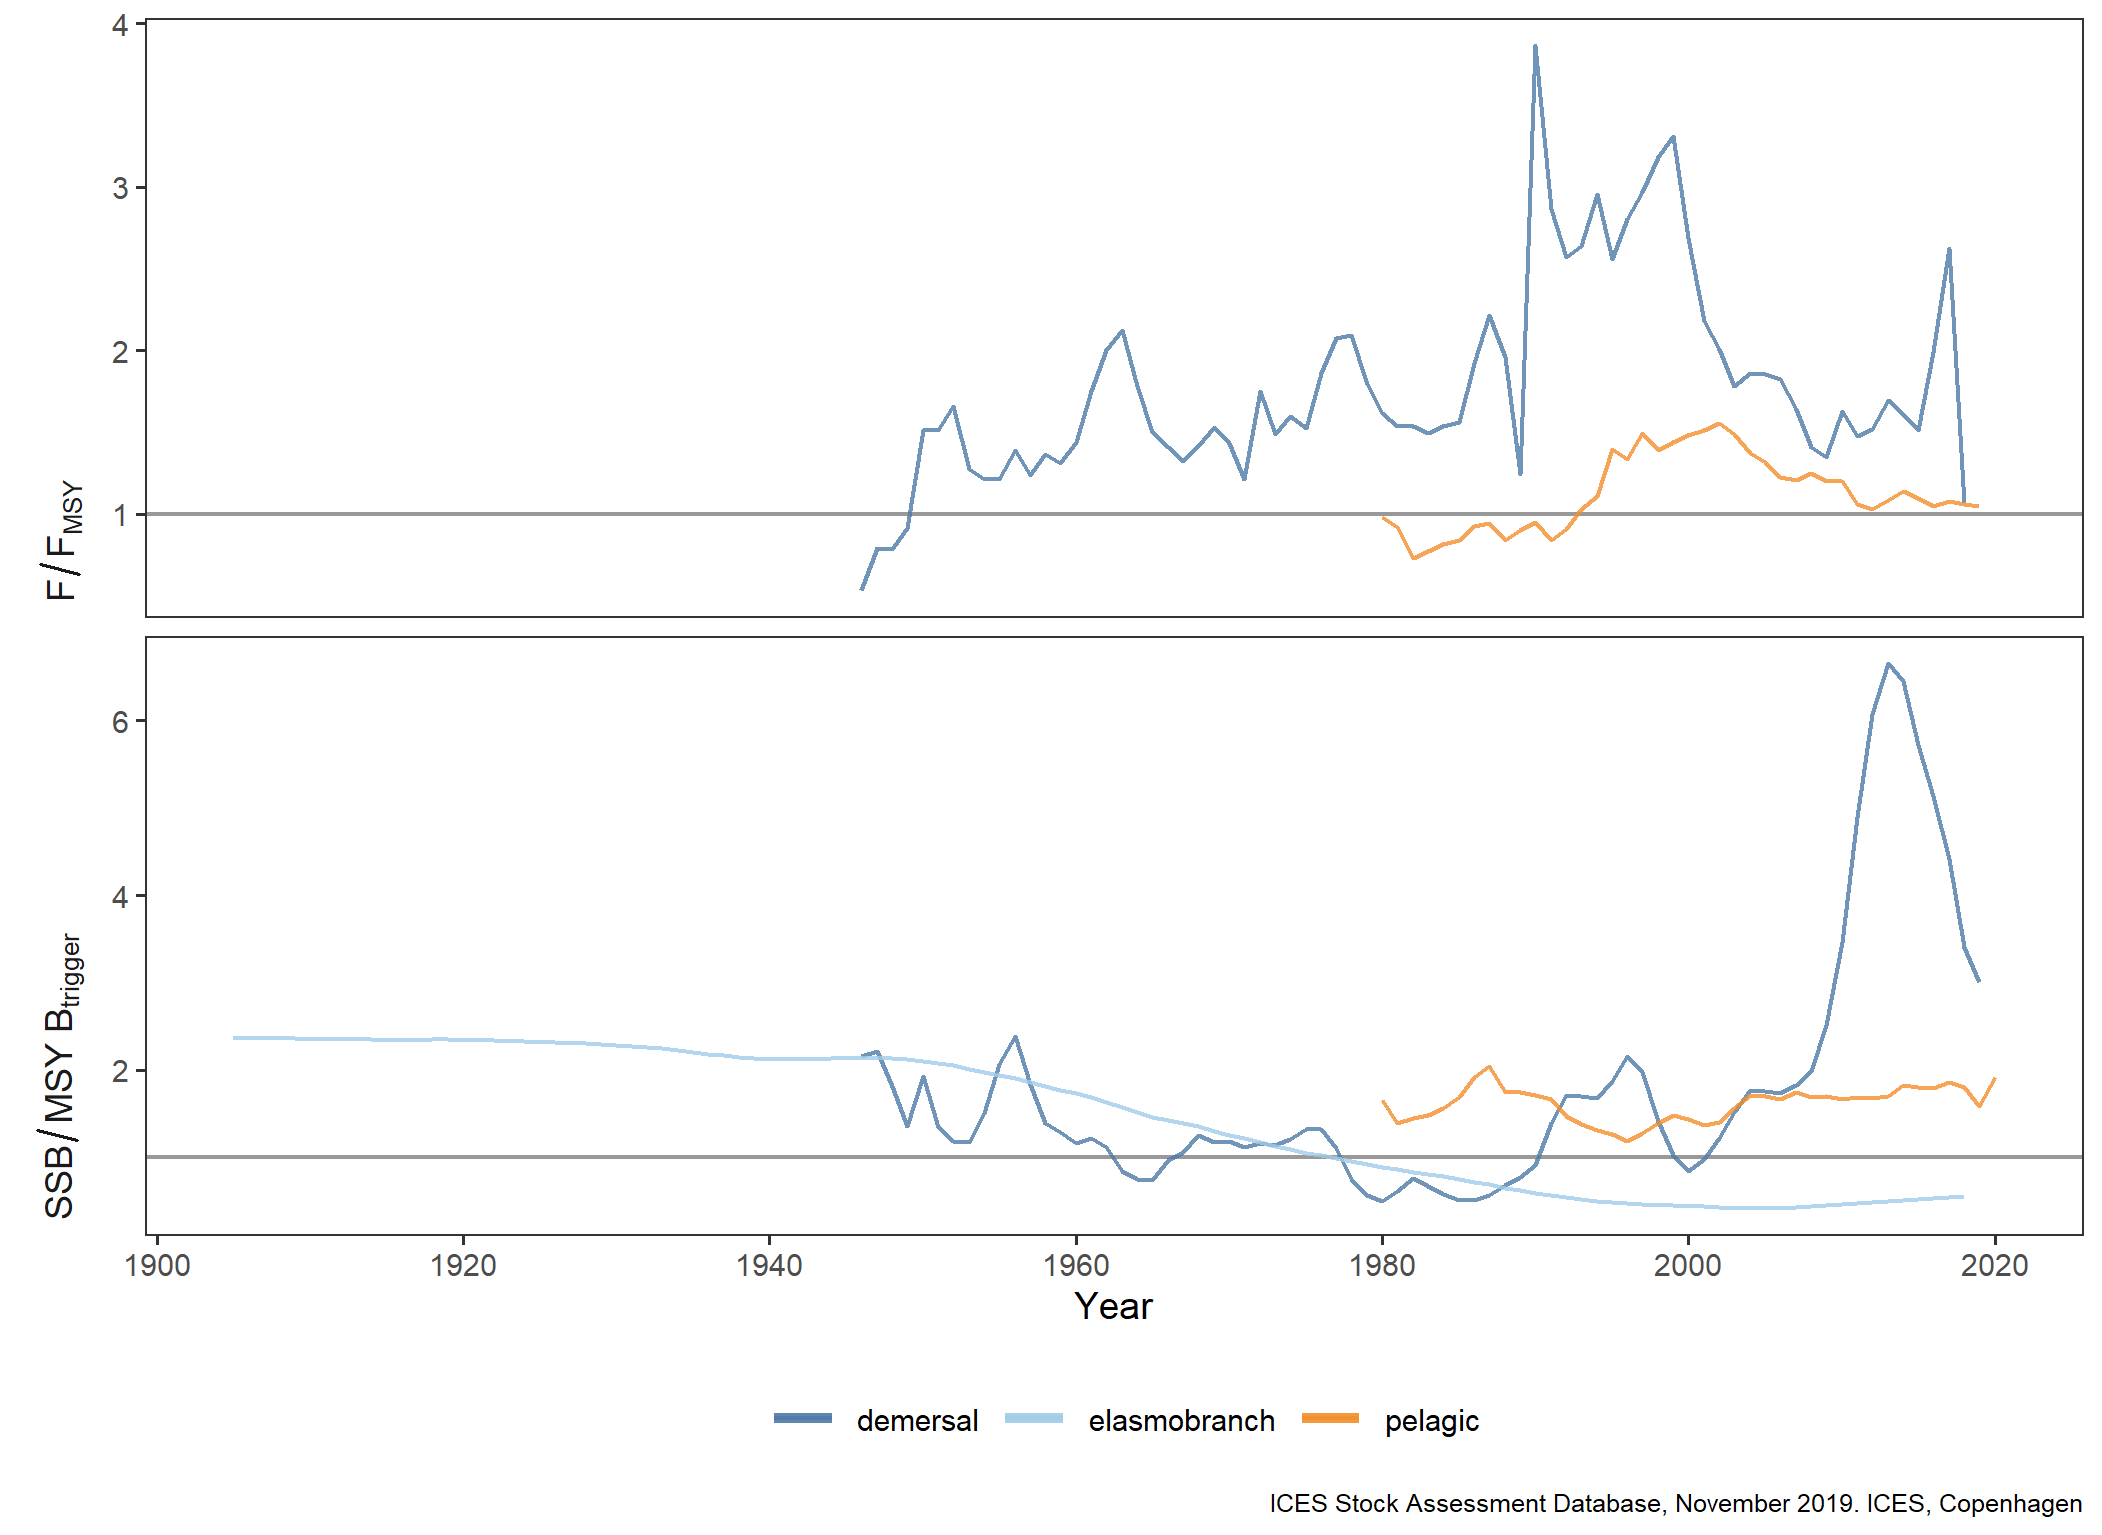 4
3
2
1
F/F_MSY
6
4
2
SSB/MSY B_trigger
1900 1920 1940 1960 1980 2000 2020
Year
demersal elasmobranch pelagic
ICES Stock Assessment Database, November 2019. ICES, Copenhagen